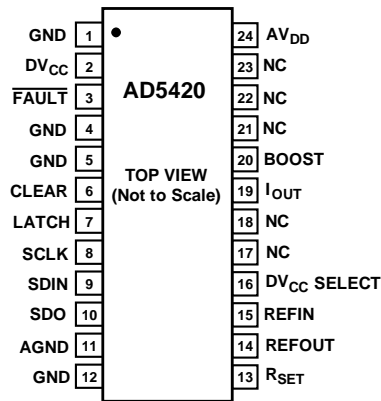 GND 1
DVCC 2
FAULT 3
GND 4
GND 5
CLEAR 6
LATCH 7
SCLK 8
SDIN 9
SDO 10
AGND 11
GND 12
AD5420
TOP VIEW
(Not to Scale)
24 AVDD
23 NC
22 NC
21 NC
20 BOOST
19 IOUT
18 NC
17 NC
16 DVCC SELECT
15 REFIN
14 REFOUT
13 RSET